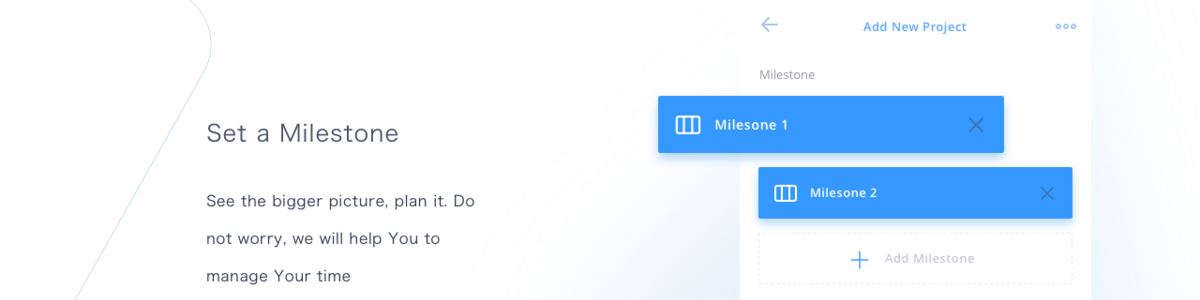 Set a Milestone
See the bigger picture, plan it. Do
not worry, we will help You to
manage Your time
Add New Project
Milestone
Milesone 1
Milesone 2
Add Milestone